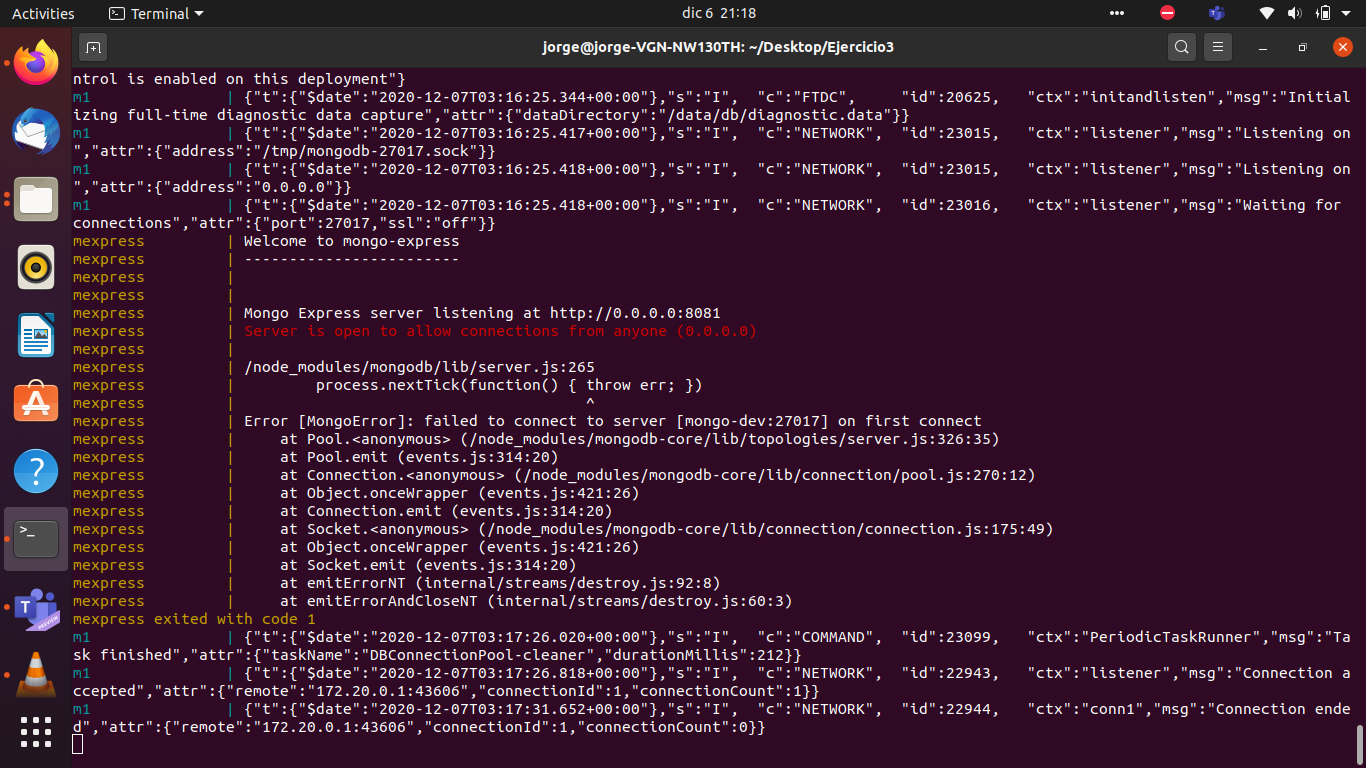 Activities
Terminal
dic 6 21:18
jorge@jorge-VGN-NW130TH: ~/Desktop/Ejercicio3
ntrol is enabled on this deployment"}
m1 | {"t":{"$date":"2020-12-07T03:16:25.344+00:00"},"s":"I", "c":"FTDC", "id":20625, "ctx":"initandlisten","msg":"Initial
izing full-time diagnostic data capture","attr":{"dataDirectory":"/data/db/diagnostic.data"}}
m1 | {"t":{"$date":"2020-12-07T03:16:25.417+00:00"},"s":"I", "c":"NETWORK", "id":23015, "ctx":"listener","msg":"Listening on
","attr":{"address":"/tmp/mongodb-27017.sock"}}
m1 | {"t":{"$date":"2020-12-07T03:16:25.418+00:00"},"s":"I", "c":"NETWORK", "id":23015, "ctx":"listener","msg":"Listening on
","attr":{"address":"0.0.0.0"}}
m1 | {"t":{"$date":"2020-12-07T03:16:25.418+00:00"},"s":"I", "c":"NETWORK", "id":23016, "ctx":"listener","msg":"Waiting for
connections","attr":{"port":27017,"ssl":"off"}}
mexpress | Welcome to mongo-express
mexpress | ------------------------
mexpress |
mexpress |
mexpress | Mongo Express server listening at http://0.0.0.0:8081
mexpress | Server is open to allow connections from anyone (0.0.0.0)
mexpress |
mexpress | /node_modules/mongodb/lib/server.js:265
mexpress | process.nextTick(function() { throw err; })
mexpress | ^
mexpress | Error [MongoError]: failed to connect to server [mongo-dev:27017] on first connect
mexpress | at Pool.<anonymous> (/node_modules/mongodb-core/lib/topologies/server.js:326:35)
mexpress | at Pool.emit (events.js:314:20)
mexpress | at Connection.<anonymous> (/node_modules/mongodb-core/lib/connection/pool.js:270:12)
mexpress | at Object.onceWrapper (events.js:421:26)
mexpress | at Connection.emit (events.js:314:20)
mexpress | at Socket.<anonymous> (/node_modules/mongodb-core/lib/connection/connection.js:175:49)
mexpress | at Object.onceWrapper (events.js:421:26)
mexpress | at Socket.emit (events.js:314:20)
mexpress | at emitErrorNT (internal/streams/destroy.js:92:8)
mexpress | at emitErrorAndCloseNT (internal/streams/destroy.js:60:3)
mexpress exited with code 1
m1 | {"t":{"$date":"2020-12-07T03:17:26.020+00:00"},"s":"I", "c":"COMMAND", "id":23099, "ctx":"PeriodicTaskRunner","msg":"Ta
sk finished","attr":{"taskName":"DBConnectionPool-cleaner","durationMillis":212}}
m1 | {"t":{"$date":"2020-12-07T03:17:26.818+00:00"},"s":"I", "c":"NETWORK", "id":22943, "ctx":"listener","msg":"Connection a
ccepted","attr":{"remote":"172.20.0.1:43606","connectionId":1,"connectionCount":1}}
m1 | {"t":{"$date":"2020-12-07T03:17:31.652+00:00"},"s":"I", "c":"NETWORK", "id":22944, "ctx":"conn1","msg":"Connection ende
d","attr":{"remote":"172.20.0.1:43606","connectionId":1,"connectionCount":0}}